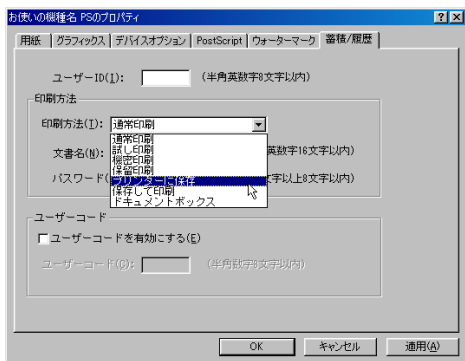 お使いの機種名 PSのプロパティ
用紙 グラフィックス デバイスオプション PostScript ウォーターマーク 蓄積/履歴
ユーザーID(I): (半角英数字8文字以内)
印刷方法
印刷方法(T): 通常印刷
通常印刷
文書名(N): 試し印刷 英数字16文字以内)
機密印刷
保留印刷
パスワード( プリンターに保存 字以上8文字以内)
保存して印刷
ドキュメントボックス
ユーザーコード
ユーザーコードを有効にする(E)
ユーザーコード(C): (半角数字8文字以内)
OK キャンセル 適用(A)